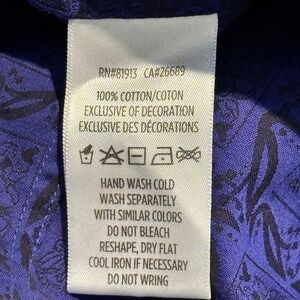 RN#81913 CA#26689
100% COTTON/COTON
EXCLUSIVE OF DECORATION
EXCLUSIVE DES DÉCORATIONS
HAND WASH COLD
WASH SEPARATELY
WITH SIMILAR COLORS
DO NOT BLEACH
RESHAPE, DRY FLAT
COOL IRON IF NECESSARY
DO NOT WRING